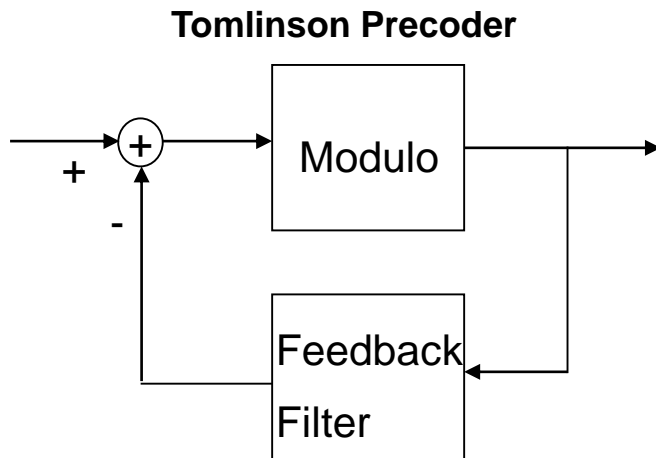 Tomlinson Precoder
+
Modulo
+
-
Feedback
Filter